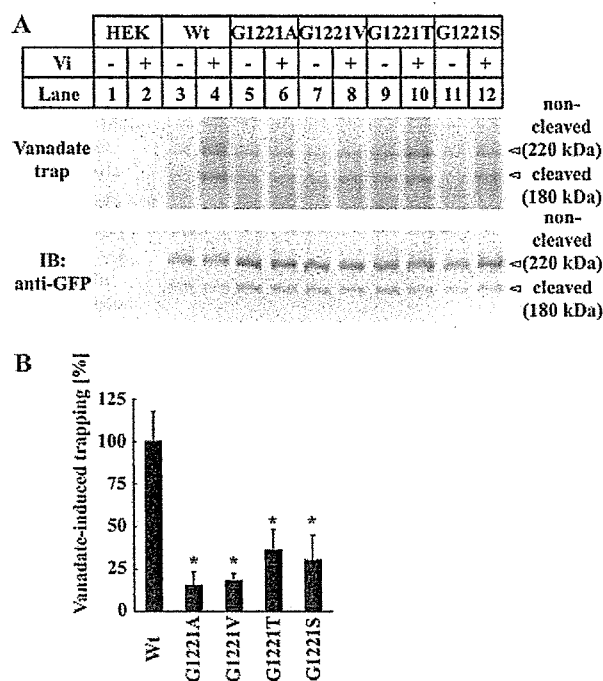 A
HEK Wt G1221A G1221V G1221T G1221S
Vi - + - + - + - + - + - +
Lane 1 2 3 4 5 6 7 8 9 10 11 12
Vanadate trap
non-cleaved (220 kDa)
cleaved (180 kDa)
IB: anti-GFP
non-cleaved (220 kDa)
cleaved (180 kDa)
B
Vanadate-induced trapping [%]
125
100
75
50
25
0
* * * *
Wt G1221A G1221V G1221T G1221S